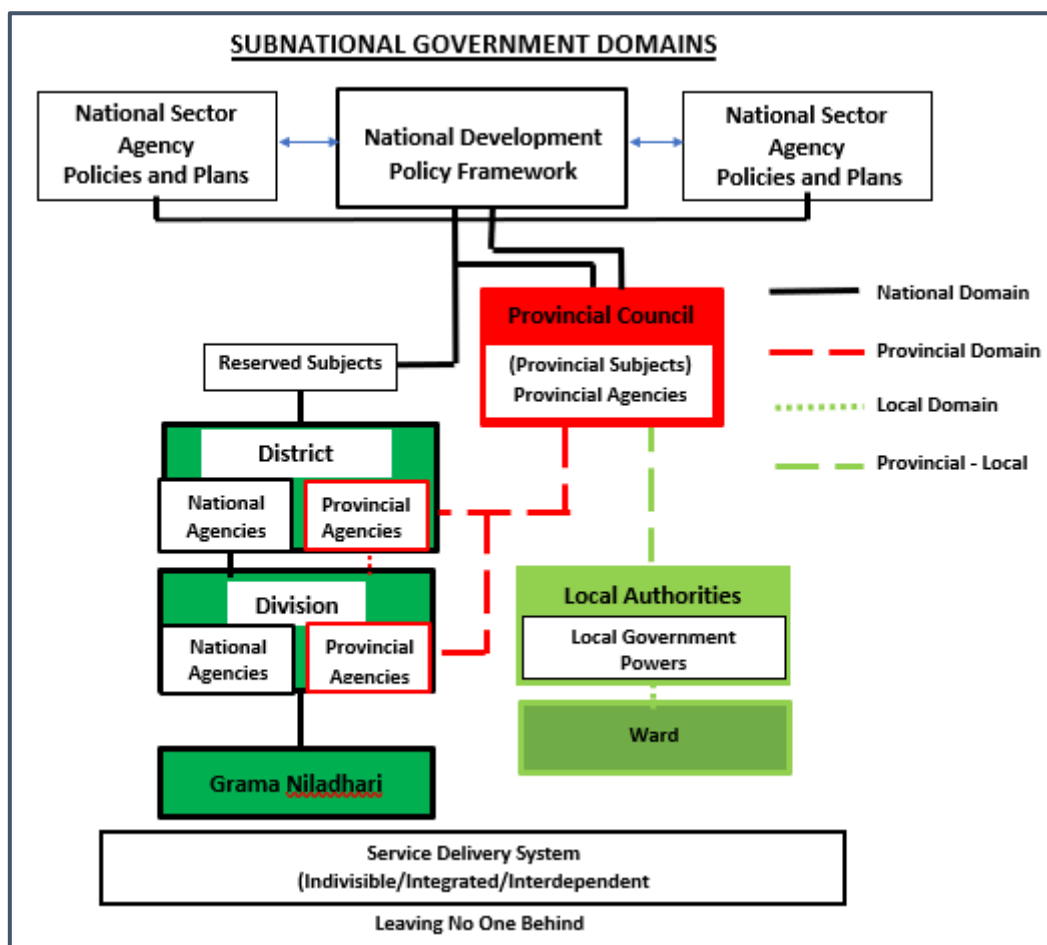 SUBNATIONAL GOVERNMENT DOMAINS
National Sector
Agency
Policies and Plans
National Development
Policy Framework
National Sector
Agency
Policies and Plans
Provincial Council
(Provincial Subjects)
Provincial Agencies
National Domain
Provincial Domain
Local Domain
Provincial - Local
Reserved Subjects
District
National
Agencies
Provincial
Agencies
Division
National
Agencies
Provincial
Agencies
Local Authorities
Local Government
Powers
Ward
Grama Niladhari
Service Delivery System
(Indivisible/Integrated/Interdependent
Leaving No One Behind